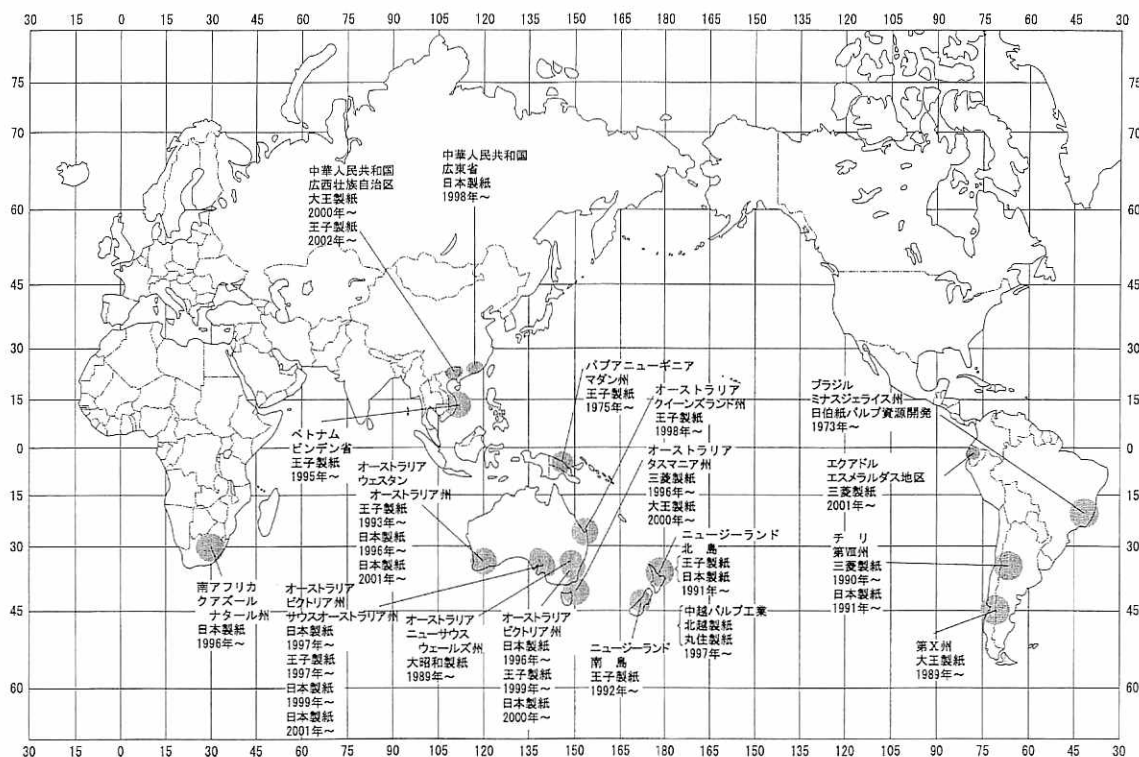 30 15 0 15 30 45 60 75 90 105 120 135 150 165 180 165 150 135 120 105 90 75 60 45
75
70
60
45
30
15
0
15
30
45
60
75
70
60
45
30
15
0
15
30
45
60
中華人民共和国
広西壮族自治区
大王製紙
2000年～
王子製紙
2002年～
中華人民共和国
広東省
日本製紙
1998年～
パプアニューギニア
マダン州
王子製紙
1975年～
オーストラリア
クイーンズランド州
王子製紙
1998年～
オーストラリア
タスマニア州
三菱製紙
1996年～
大王製紙
2000年～
ブラジル
ミナスジェライス州
日伯紙パルプ資源開発
1973年～
エクアドル
エスメラルダス地区
三菱製紙
2001年～
ベトナム
ビンデン省
王子製紙
1995年～
オーストラリア
ウェスタン
オーストラリア州
王子製紙
1993年～
日本製紙
1996年～
日本製紙
2001年～
ニュージーランド
北 島
王子製紙
日本製紙
1991年～
中越パルプ工業
北越製紙
丸住製紙
1997年～
チ リ
第Ⅷ州
三菱製紙
1990年～
日本製紙
1991年～
第Ⅹ州
大王製紙
1989年～
南アフリカ
クアズール
ナタール州
日本製紙
1996年～
オーストラリア
ビクトリア州
サウスオーストラリア州
日本製紙
1997年～
王子製紙
1997年～
日本製紙
1999年～
日本製紙
2001年～
オーストラリア
ニューサウス
ウェールズ州
大昭和製紙
1989年～
オーストラリア
ビクトリア州
日本製紙
1996年～
王子製紙
1999年～
日本製紙
2000年～
ニュージーランド
南 島
王子製紙
1992年～
30 15 0 15 30 45 60 75 90 105 120 135 150 165 180 165 150 135 120 105 90 75 60 45 30